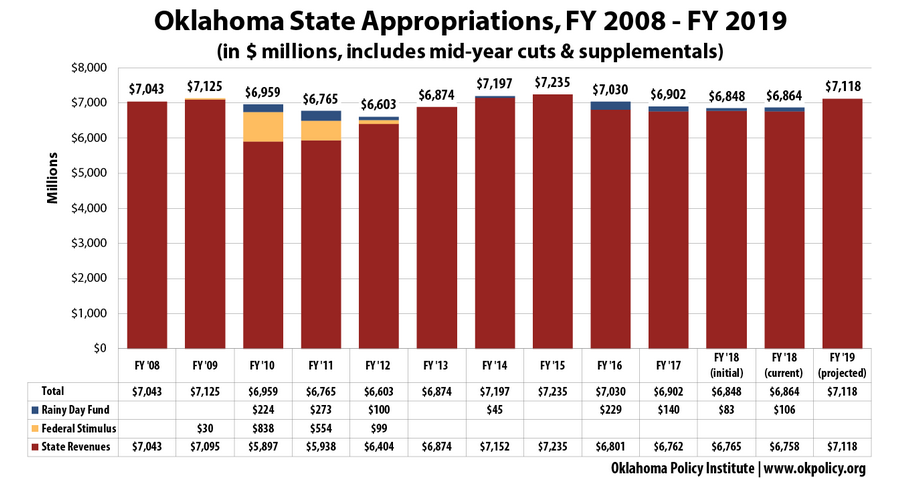 Oklahoma State Appropriations, FY 2008 - FY 2019
(in $ millions, includes mid-year cuts & supplementals)
$8,000
$7,000
$6,000
$5,000
$4,000
$3,000
$2,000
$1,000
$0
Millions
$7,043 $7,125 $6,959 $6,765 $6,603 $6,874 $7,197 $7,235 $7,030 $6,902 $6,848 $6,864 $7,118
FY '08 FY '09 FY '10 FY '11 FY '12 FY '13 FY '14 FY '15 FY '16 FY '17 FY '18 (initial) FY '18 (current) FY '19 (projected)
Total $7,043 $7,125 $6,959 $6,765 $6,603 $6,874 $7,197 $7,235 $7,030 $6,902 $6,848 $6,864 $7,118
Rainy Day Fund $224 $273 $100 $45 $229 $140 $83 $106
Federal Stimulus $30 $838 $554 $99
State Revenues $7,043 $7,095 $5,897 $5,938 $6,404 $6,874 $7,152 $7,235 $6,801 $6,762 $6,765 $6,758 $7,118
Oklahoma Policy Institute | www.okpolicy.org